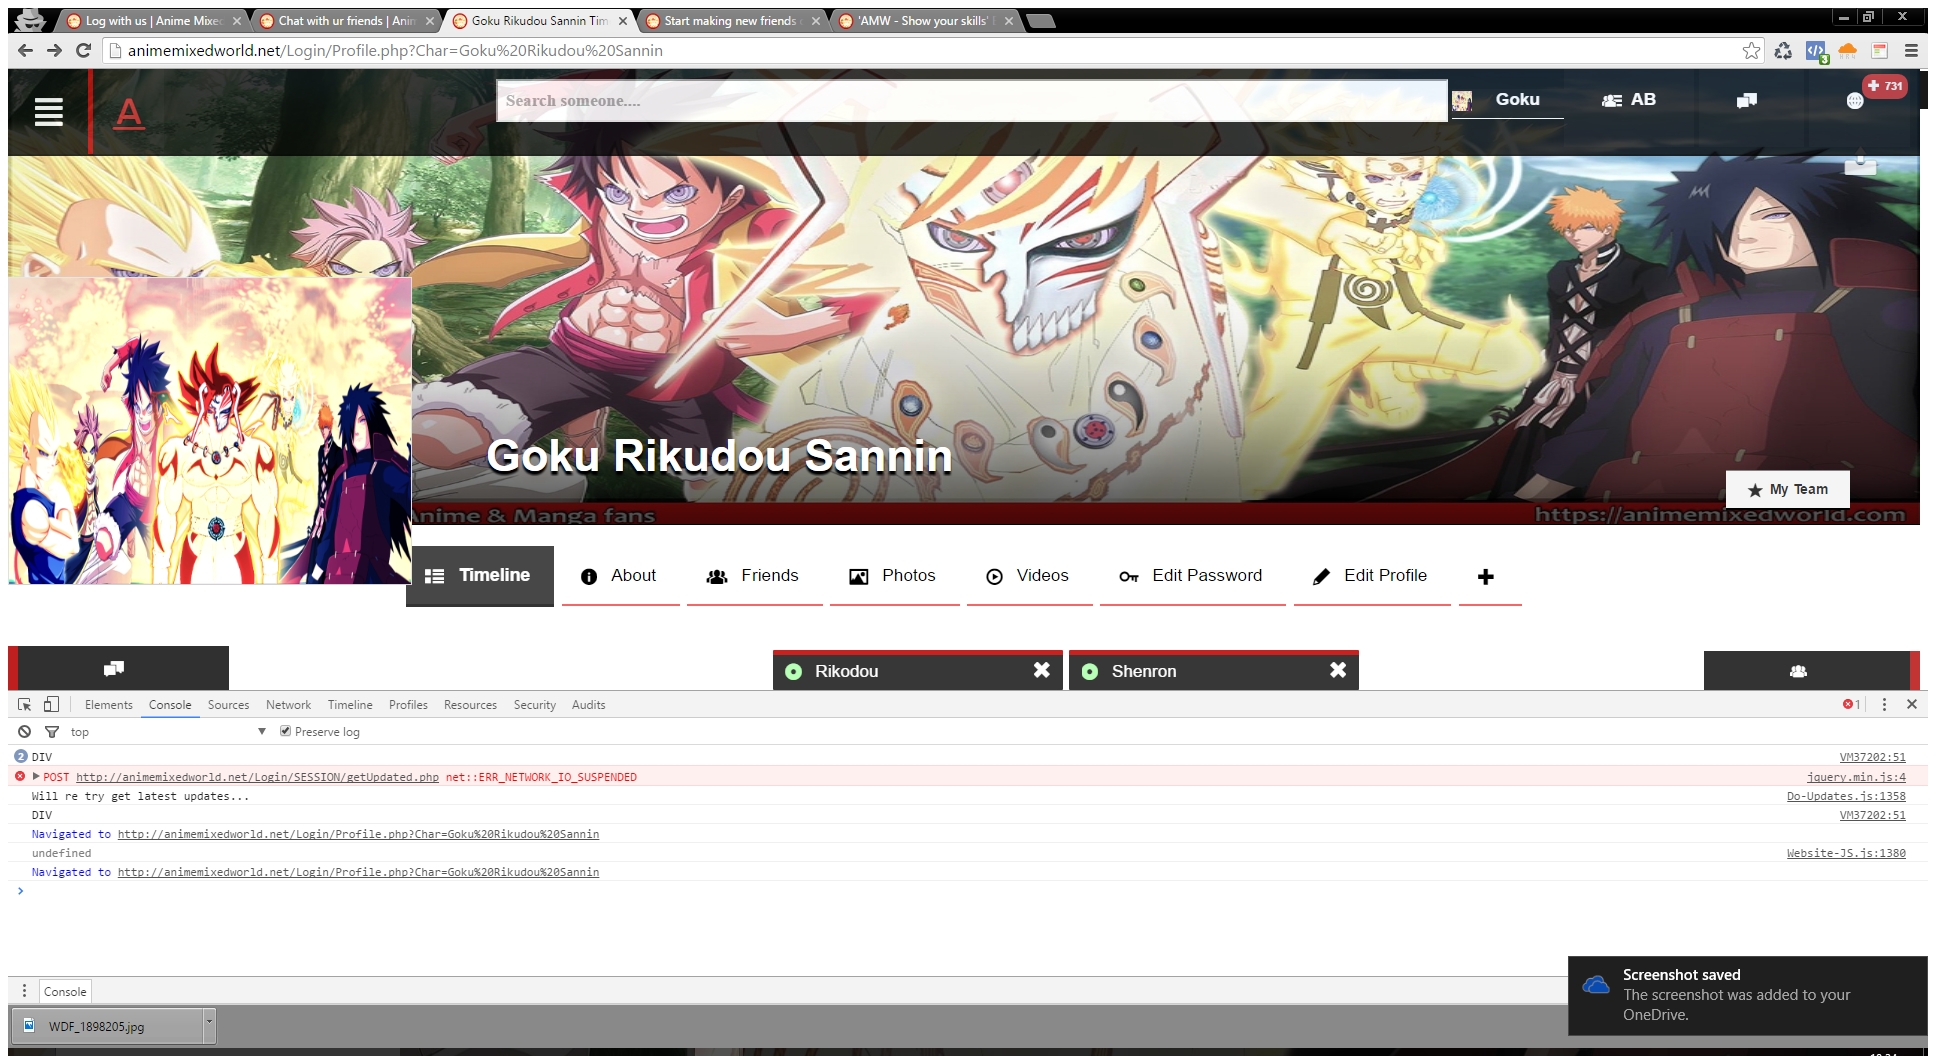 Log with us | Anime Mixed
Chat with ur friends | Anim
Goku Rikudou Sannin Tim
Start making new friends
'AMW - Show your skills'
animemixedworld.net/Login/Profile.php?Char=Goku%20Rikudou%20Sannin
A
Search someone....
Goku
AB
731
Goku Rikudou Sannin
My Team
Anime & Manga fans
https://animemixedworld.com
Timeline
About
Friends
Photos
Videos
Edit Password
Edit Profile
Rikodou
Shenron
Elements Console Sources Network Timeline Profiles Resources Security Audits
1
top
Preserve log
2 DIV VM37202:51
POST http://animemixedworld.net/Login/SESSION/getUpdated.php net::ERR_NETWORK_IO_SUSPENDED jquery.min.js:4
Will re try get latest updates... Do-Updates.js:1358
DIV VM37202:51
Navigated to http://animemixedworld.net/Login/Profile.php?Char=Goku%20Rikudou%20Sannin
undefined Website-JS.js:1380
Navigated to http://animemixedworld.net/Login/Profile.php?Char=Goku%20Rikudou%20Sannin
Console
Screenshot saved
The screenshot was added to your
OneDrive.
WDF_1898205.jpg